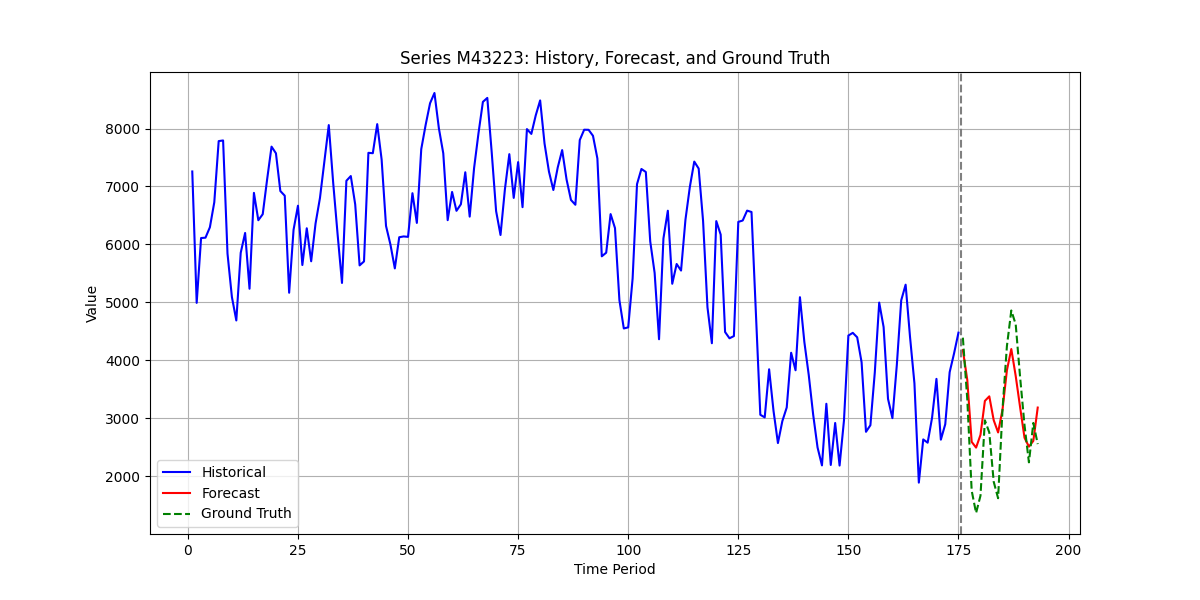 Series M43223: History, Forecast, and Ground Truth
Value
8000
7000
6000
5000
4000
3000
2000
Historical
Forecast
Ground Truth
0 25 50 75 100 125 150 175 200
Time Period